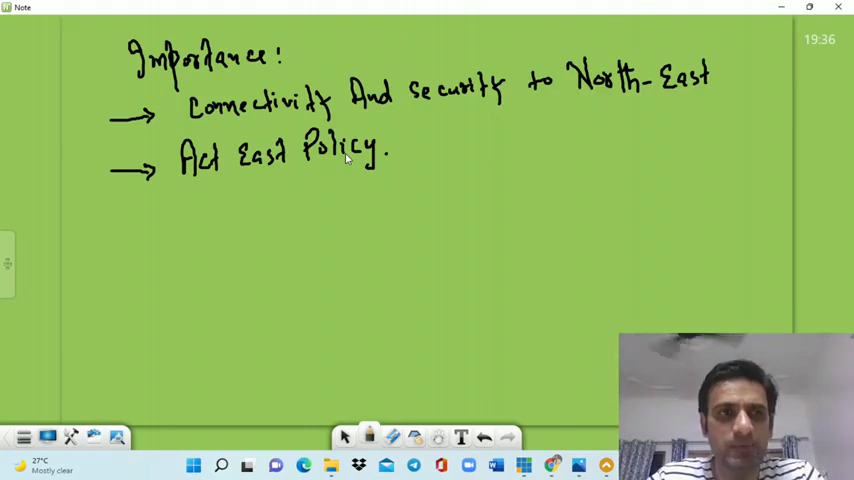 Note
19:36
Importance:
→ Connectivity And Security to North-East
→ Act East Policy.
27°C
Mostly clear